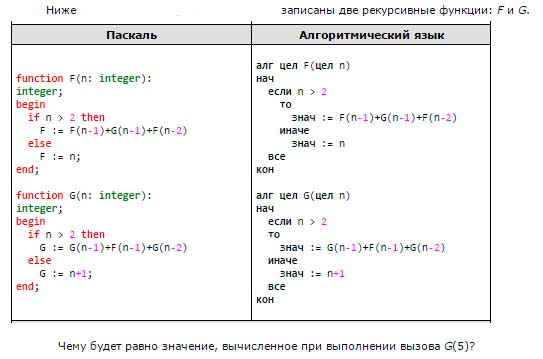 Ниже записаны две рекурсивные функции: F и G.
Паскаль
function F(n: integer):
integer;
begin
if n > 2 then
F := F(n-1)+G(n-1)+F(n-2)
else
F := n;
end;
function G(n: integer):
integer;
begin
if n > 2 then
G := G(n-1)+F(n-1)+G(n-2)
else
G := n+1;
end;
Алгоритмический язык
алг цел F(цел n)
нач
если n > 2
то
знач := F(n-1)+G(n-1)+F(n-2)
иначе
знач := n
все
кон
алг цел G(цел n)
нач
если n > 2
то
знач := G(n-1)+F(n-1)+G(n-2)
иначе
знач := n+1
все
кон
Чему будет равно значение, вычисленное при выполнении вызова G(5)?